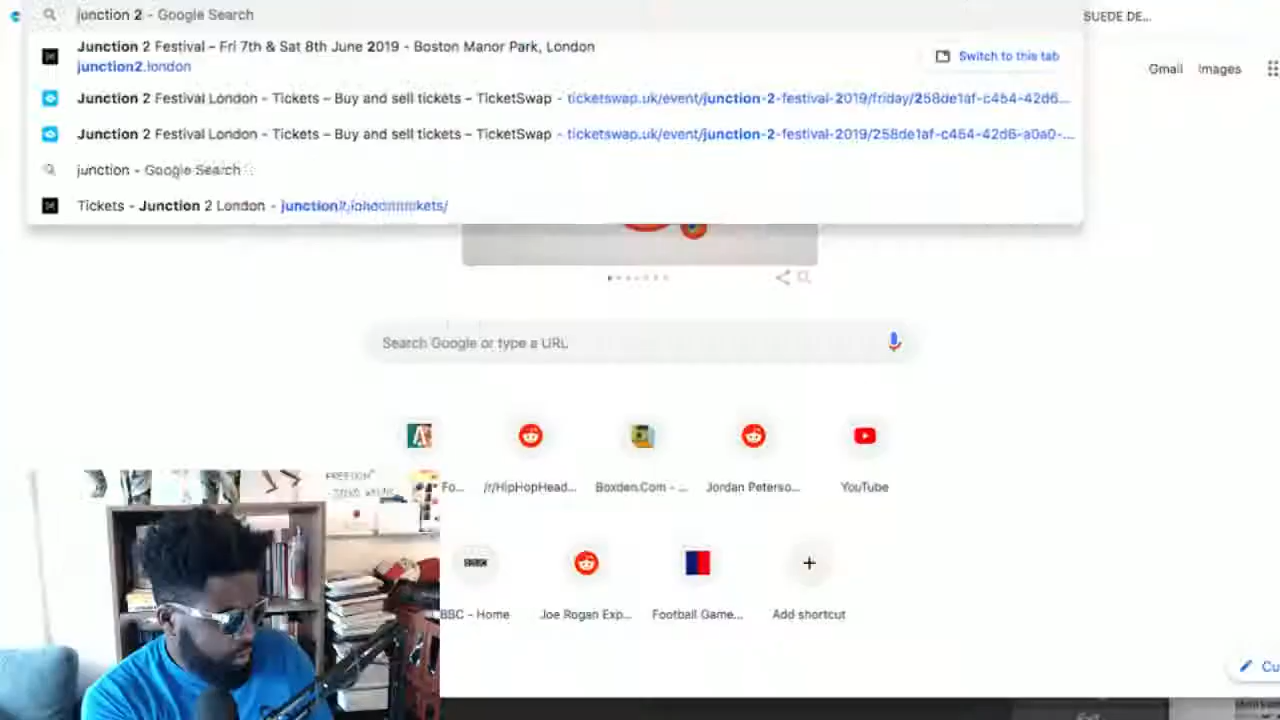 junction 2 - Google Search
SUEDE DE...
Junction 2 Festival – Fri 7th & Sat 8th June 2019 - Boston Manor Park, London
junction2.london
Switch to this tab
Gmail Images
Junction 2 Festival London - Tickets – Buy and sell tickets – TicketSwap - ticketswap.uk/event/junction-2-festival-2019/friday/258de1af-c454-42d6...
Junction 2 Festival London - Tickets – Buy and sell tickets – TicketSwap - ticketswap.uk/event/junction-2-festival-2019/258de1af-c454-42d6-a0a0-...
junction - Google Search
Tickets - Junction 2 London -
Search Google or type a URL
Fo... /r/HipHopHead... Boxden.Com - ... Jordan Peterso... YouTube
FREEDOM
BBC
BBC - Home Joe Rogan Exp... Football Game... Add shortcut
Cu